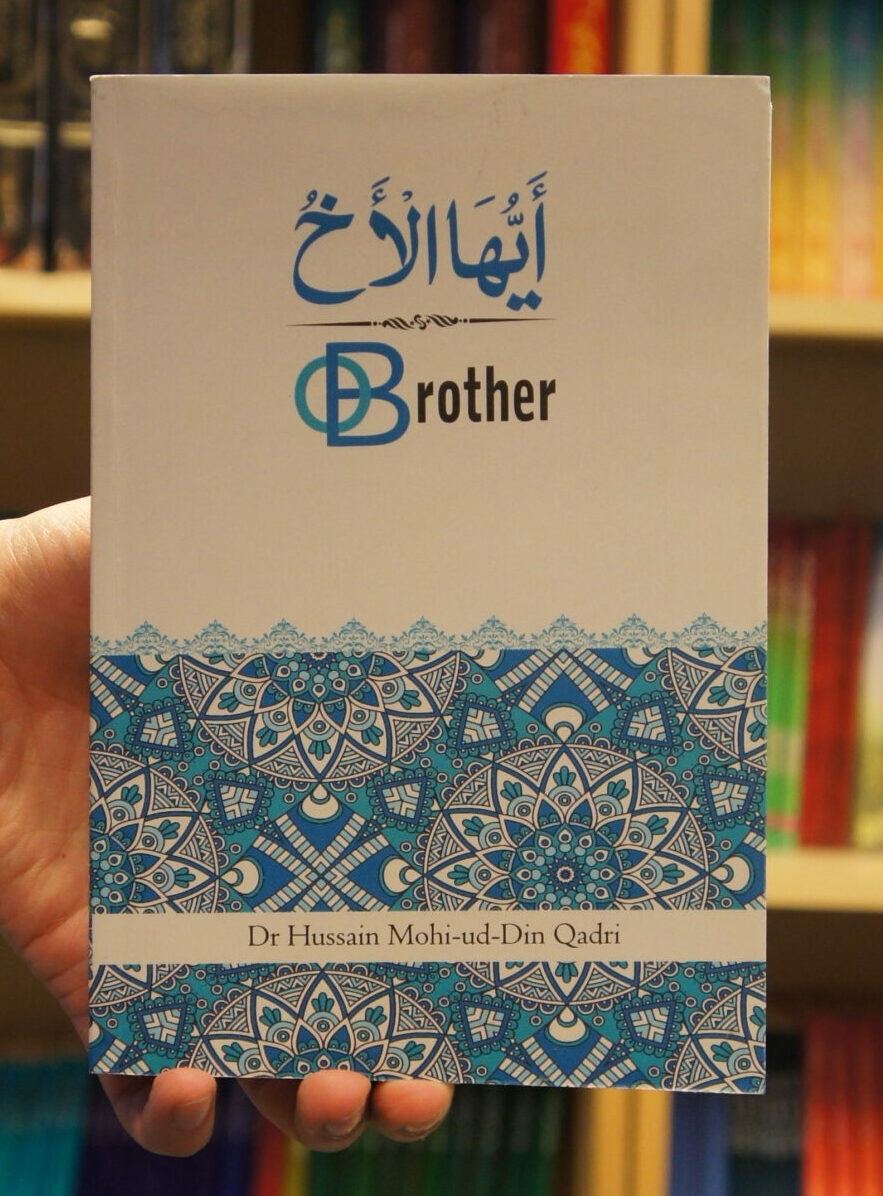 أَيُّهَا الْأَخُ
O Brother
Dr Hussain Mohi-ud-Din Qadri